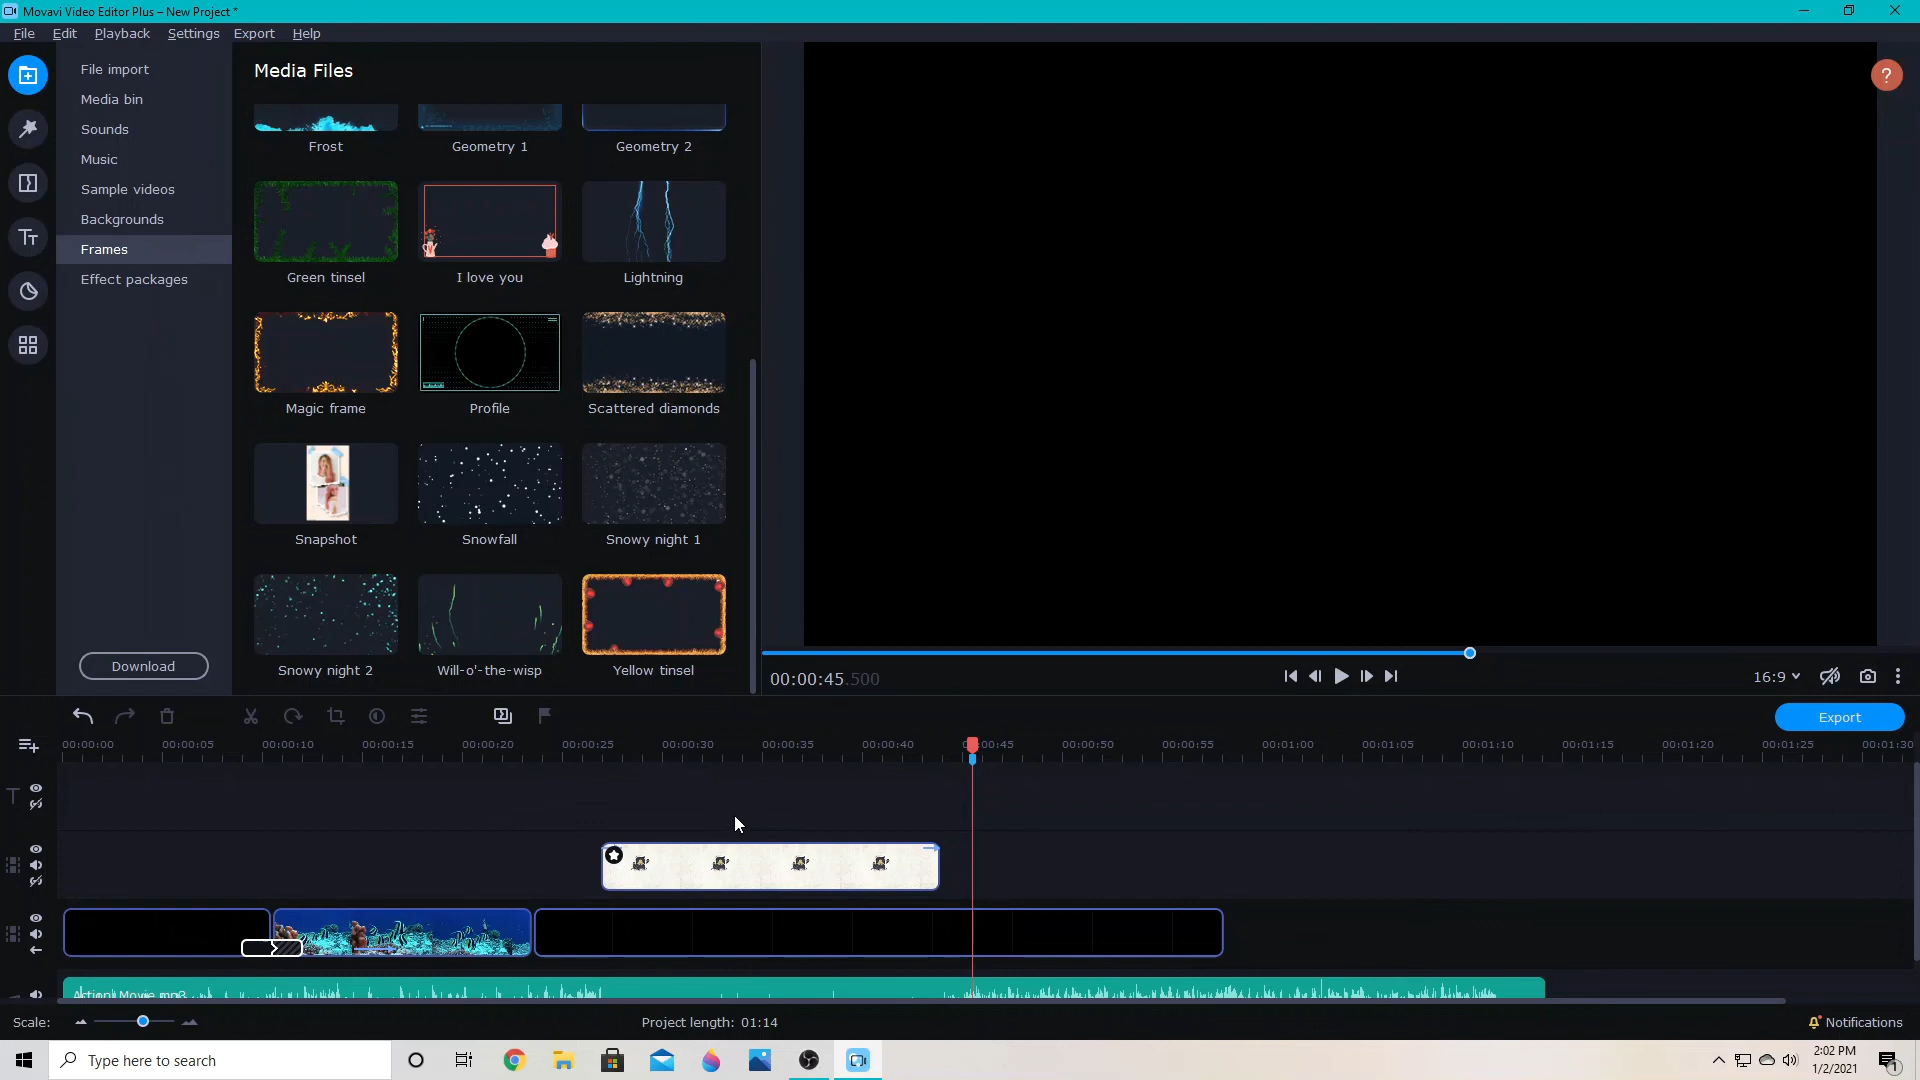 Movavi Video Editor Plus – New Project *
File Edit Playback Settings Export Help
File import
Media bin
Sounds
Music
Sample videos
Backgrounds
Frames
Effect packages
Download
Media Files
Frost Geometry 1 Geometry 2
Green tinsel I love you Lightning
Magic frame Profile Scattered diamonds
Snapshot Snowfall Snowy night 1
Snowy night 2 Will-o'-the-wisp Yellow tinsel
?
00:00:45.500
16:9
Export
00:00:00 00:00:05 00:00:10 00:00:15 00:00:20 00:00:25 00:00:30 00:00:35 00:00:40 00:00:45 00:00:50 00:00:55 00:01:00 00:01:05 00:01:10 00:01:15 00:01:20 00:01:25 00:01:30
Action Movie.mp3
Scale:
Project length: 01:14
Notifications
Type here to search
2:02 PM
1/2/2021
1